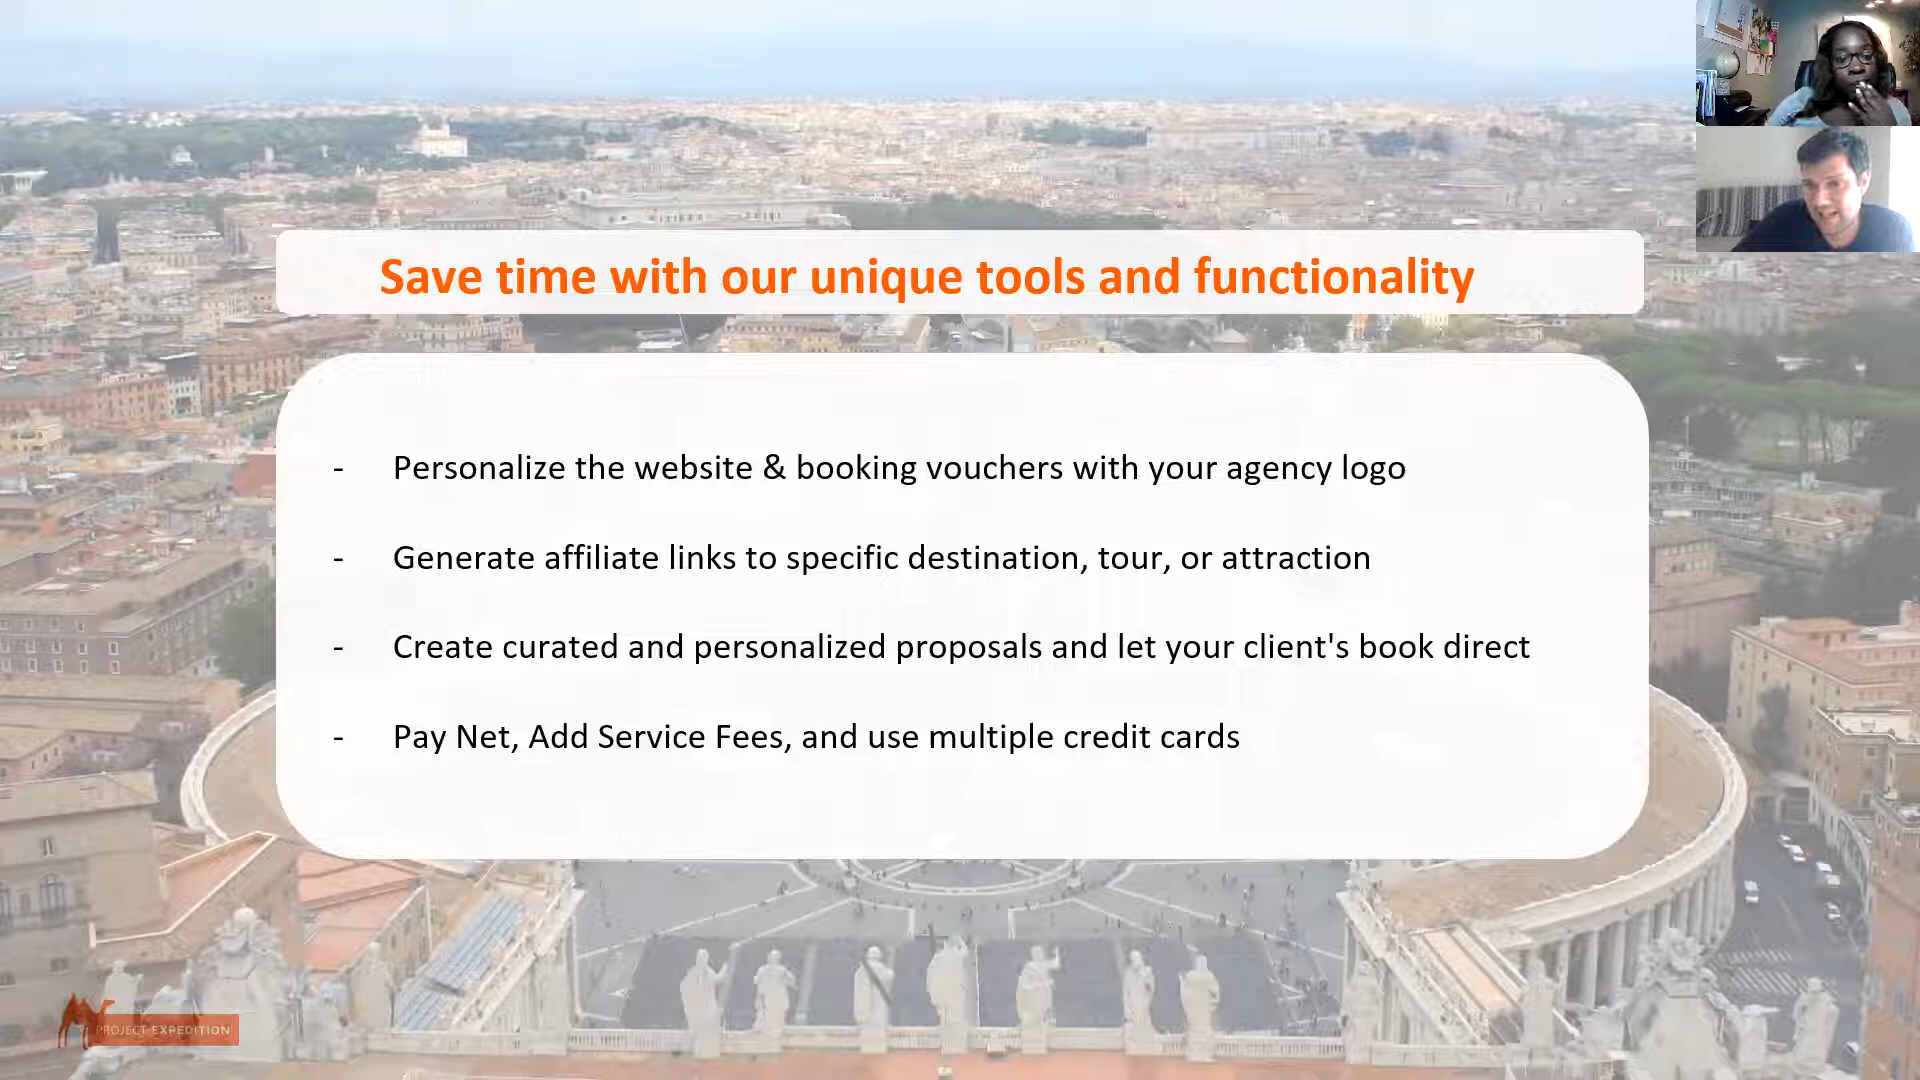 Save time with our unique tools and functionality
- Personalize the website & booking vouchers with your agency logo
- Generate affiliate links to specific destination, tour, or attraction
- Create curated and personalized proposals and let your client's book direct
- Pay Net, Add Service Fees, and use multiple credit cards
PROJECT EXPEDITION